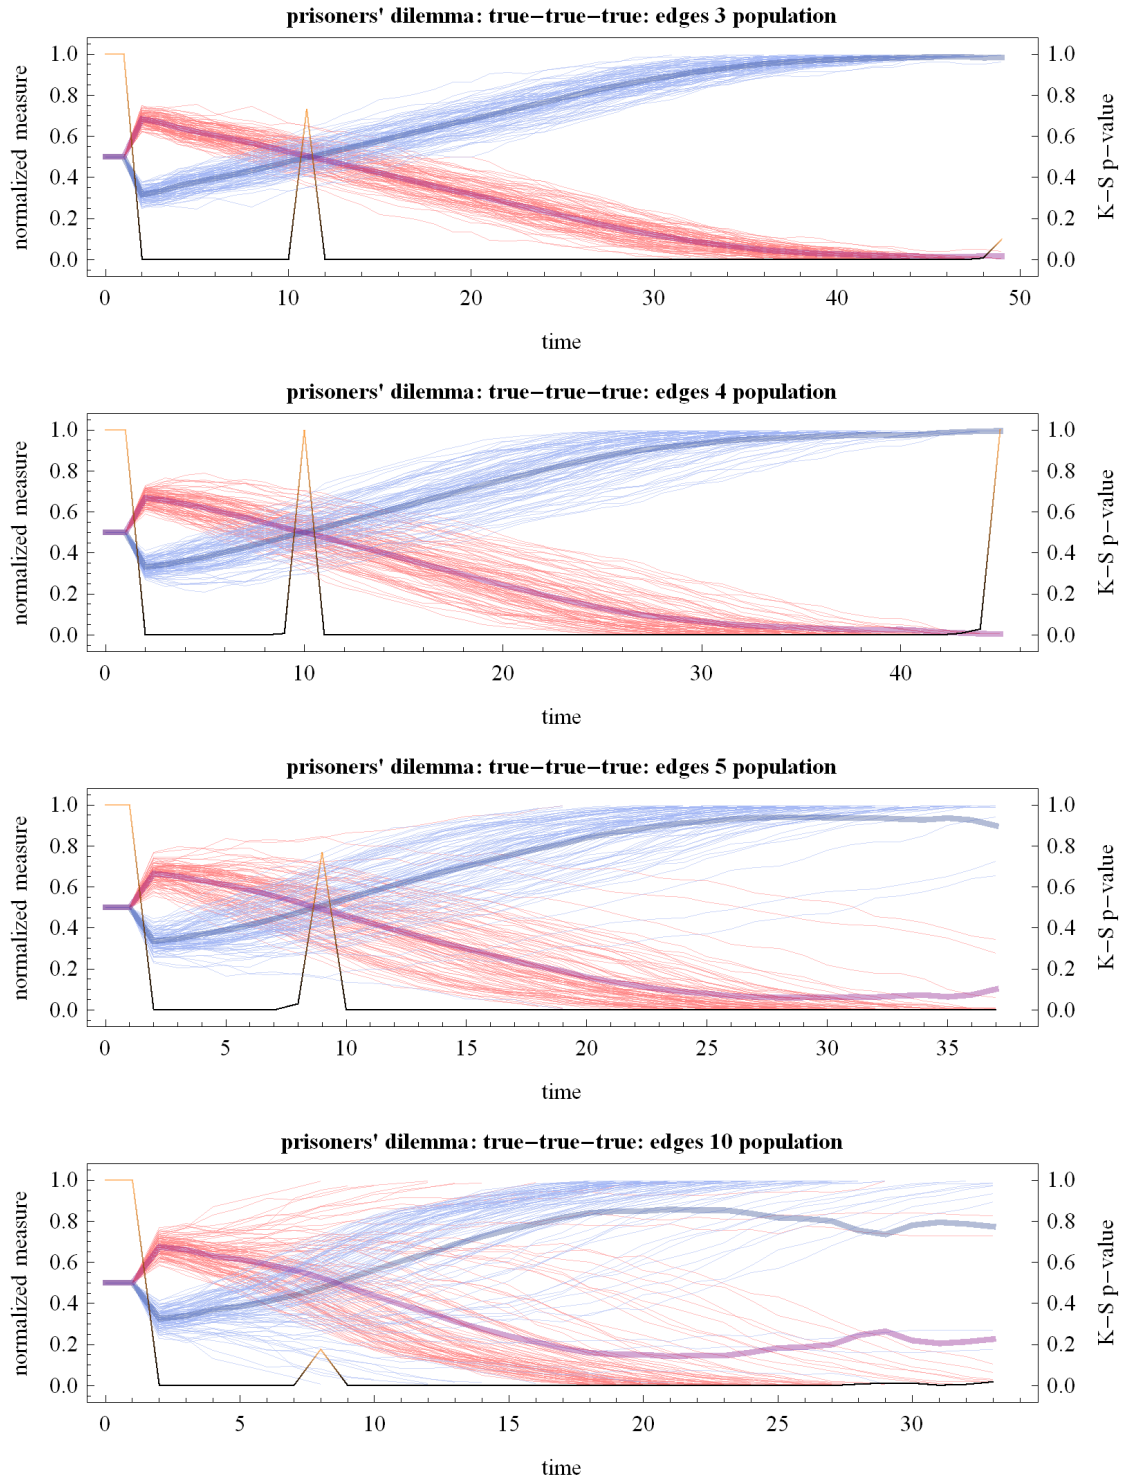 prisoners' dilemma: true−true−true: edges 3 population
normalized measure
1.0
0.8
0.6
0.4
0.2
0.0
1.0
0.8
0.6
0.4
0.2
0.0
K−S p−value
0 10 20 30 40 50
time
prisoners' dilemma: true−true−true: edges 4 population
normalized measure
1.0
0.8
0.6
0.4
0.2
0.0
1.0
0.8
0.6
0.4
0.2
0.0
K−S p−value
0 10 20 30 40
time
prisoners' dilemma: true−true−true: edges 5 population
normalized measure
1.0
0.8
0.6
0.4
0.2
0.0
1.0
0.8
0.6
0.4
0.2
0.0
K−S p−value
0 5 10 15 20 25 30 35
time
prisoners' dilemma: true−true−true: edges 10 population
normalized measure
1.0
0.8
0.6
0.4
0.2
0.0
1.0
0.8
0.6
0.4
0.2
0.0
K−S p−value
0 5 10 15 20 25 30
time